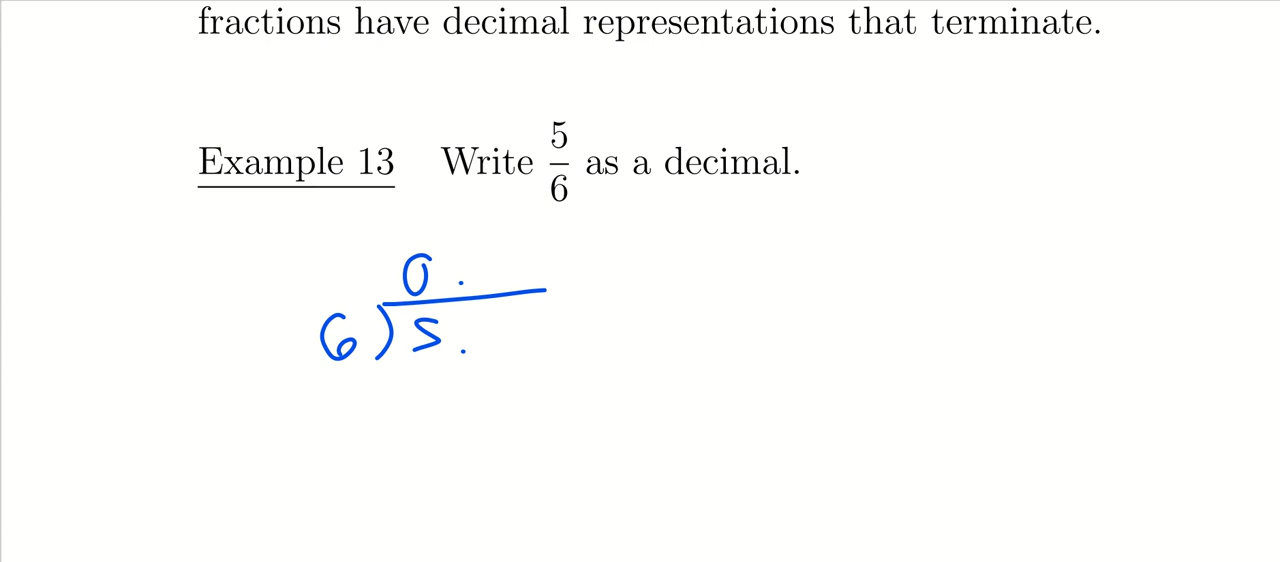 fractions have decimal representations that terminate.
Example 13 Write 5/6 as a decimal.
0.
6)5.